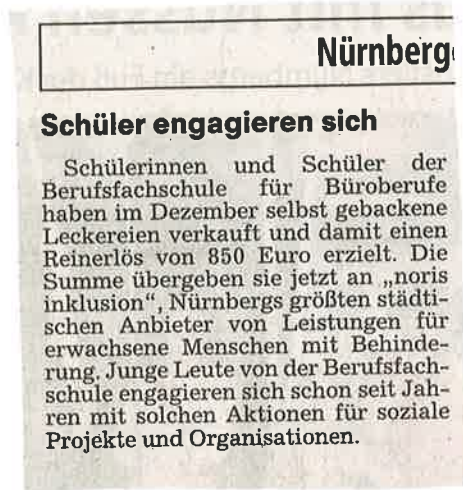 Nürnberg
Schüler engagieren sich
Schülerinnen und Schüler der
Berufsfachschule für Büroberufe
haben im Dezember selbst gebackene
Leckereien verkauft und damit einen
Reinerlös von 850 Euro erzielt. Die
Summe übergeben sie jetzt an „noris
inklusion“, Nürnbergs größten städti-
schen Anbieter von Leistungen für
erwachsene Menschen mit Behinde-
rung. Junge Leute von der Berufsfach-
schule engagieren sich schon seit Jah-
ren mit solchen Aktionen für soziale
Projekte und Organisationen.